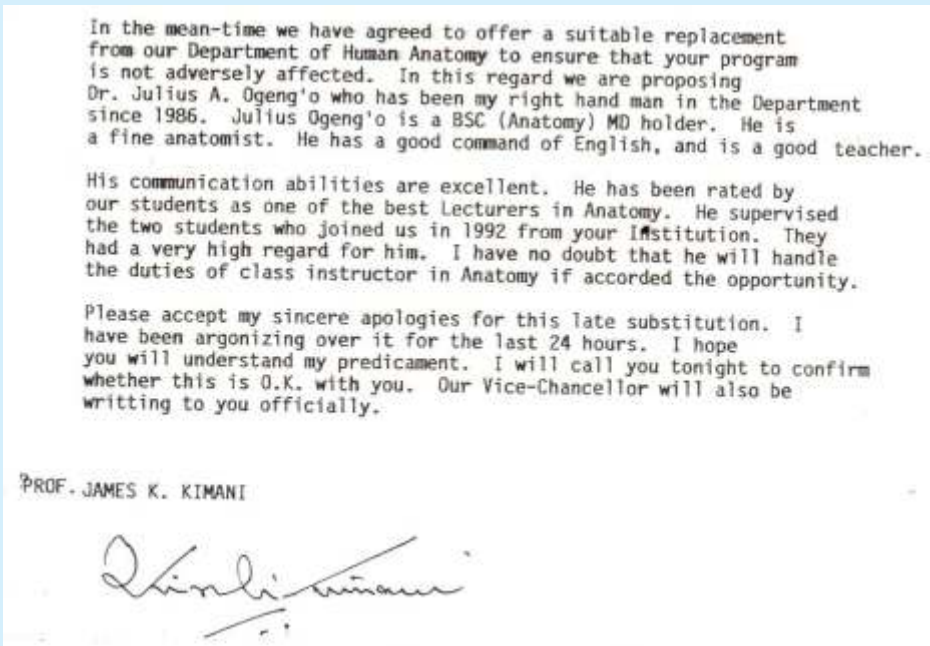 In the mean-time we have agreed to offer a suitable replacement
from our Department of Human Anatomy to ensure that your program
is not adversely affected.  In this regard we are proposing
Dr. Julius A. Ogeng'o who has been my right hand man in the Department
since 1986.  Julius Ogeng'o is a BSC (Anatomy) MD holder.  He is
a fine anatomist.  He has a good command of English, and is a good teacher.
His communication abilities are excellent.  He has been rated by
our students as one of the best Lecturers in Anatomy.  He supervised
the two students who joined us in 1992 from your Institution.  They
had a very high regard for him.  I have no doubt that he will handle
the duties of class instructor in Anatomy if accorded the opportunity.
Please accept my sincere apologies for this late substitution.  I
have been argonizing over it for the last 24 hours.  I hope
you will understand my predicament.  I will call you tonight to confirm
whether this is O.K. with you.  Our Vice-Chancellor will also be
writting to you officially.
PROF. JAMES K. KIMANI